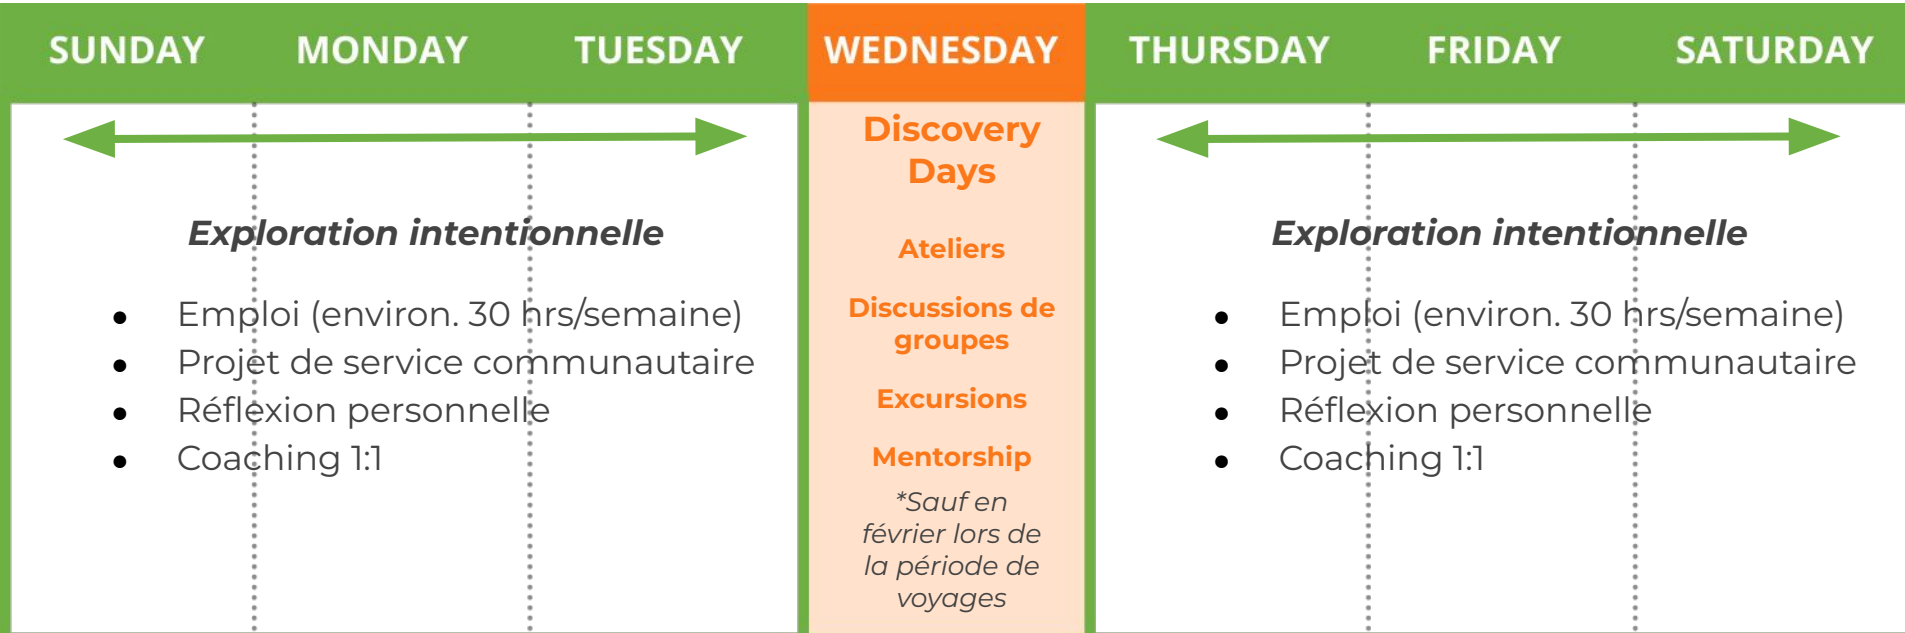 SUNDAY MONDAY TUESDAY WEDNESDAY THURSDAY FRIDAY SATURDAY
Exploration intentionnelle
● Emploi (environ. 30 hrs/semaine)
● Projet de service communautaire
● Réflexion personnelle
● Coaching 1:1
Discovery
Days
Ateliers
Discussions de
groupes
Excursions
Mentorship
*Sauf en
février lors de
la période de
voyages
Exploration intentionnelle
● Emploi (environ. 30 hrs/semaine)
● Projet de service communautaire
● Réflexion personnelle
● Coaching 1:1